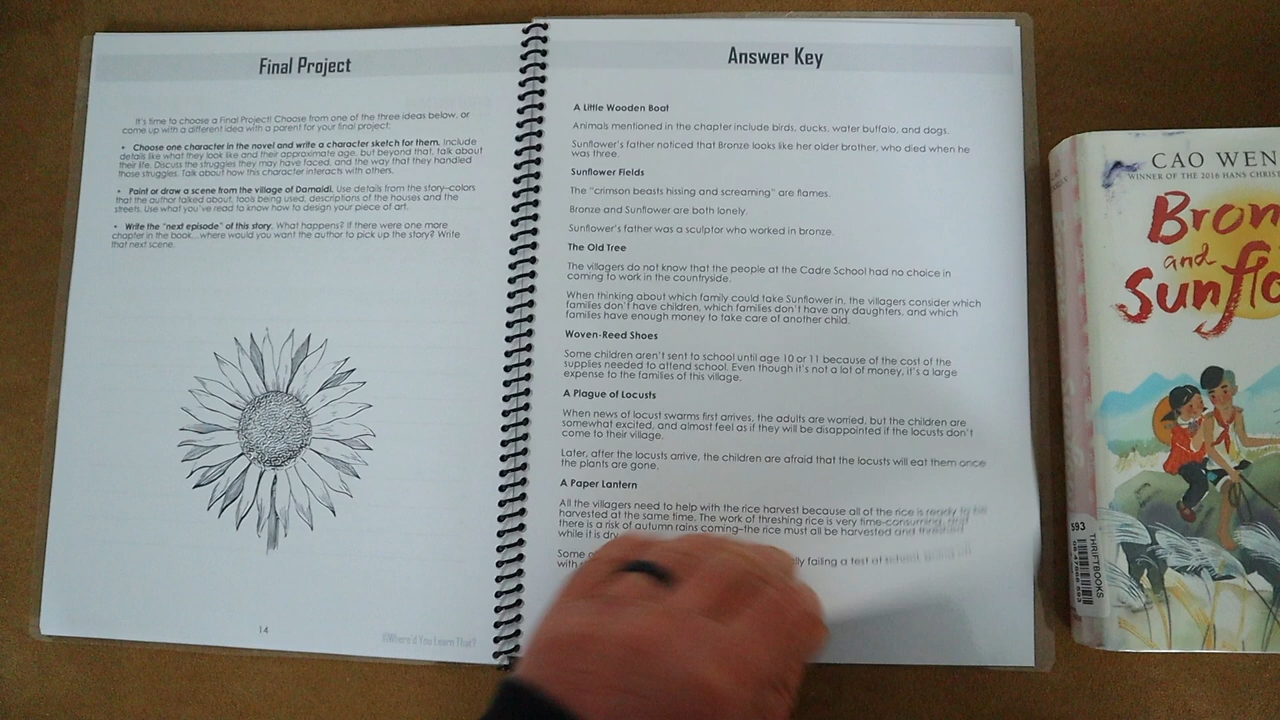 Final Project
It's time to choose a Final Project! Choose from one of the three ideas below, or
come up with a different idea with a parent for your final project:
• Choose one character in the novel and write a character sketch for them. Include
details like what they look like and their approximate age, but beyond that, talk about
their life. Discuss the struggles they may have faced, and the way that they handled
those struggles. Talk about how this character interacts with others.
• Paint or draw a scene from the village of Damaidi. Use details from the story–colors
that the author talked about, tools being used, descriptions of the houses and the
streets. Use what you've read to know how to design your piece of art.
• Write the "next episode" of this story. What happens? If there were one more
chapter in the book...where would you want the author to pick up the story? Write
that next scene.
14
©Where'd You Learn That?
Answer Key
A Little Wooden Boat
Animals mentioned in the chapter include birds, ducks, water buffalo, and dogs.
Sunflower's father noticed that Bronze looks like her older brother, who died when he
was three.
Sunflower Fields
The "crimson beasts hissing and screaming" are flames.
Bronze and Sunflower are both lonely.
Sunflower's father was a sculptor who worked in bronze.
The Old Tree
The villagers do not know that the people at the Cadre School had no choice in
coming to work in the countryside.
When thinking about which family could take Sunflower in, the villagers consider which
families don't have children, which families don't have any daughters, and which
families have enough money to take care of another child.
Woven-Reed Shoes
Some children aren't sent to school until age 10 or 11 because of the cost of the
supplies needed to attend school. Even though it's not a lot of money, it's a large
expense to the families of this village.
A Plague of Locusts
When news of locust swarms first arrives, the adults are worried, but the children are
somewhat excited, and almost feel as if they will be disappointed if the locusts don't
come to their village.
Later, after the locusts arrive, the children are afraid that the locusts will eat them once
the plants are gone.
A Paper Lantern
All the villagers need to help with the rice harvest because all of the rice is ready to
harvested at the same time. The work of threshing rice is very time-consuming, and
there is a risk of autumn rains coming–the rice must all be harvested and threshed
while it is dry
Some
failing a test at school, going
with
CAO WEN
WINNER OF THE 2016 HANS CHRIST
Bron
and
Sunflo
593
THRIFTBOOKS